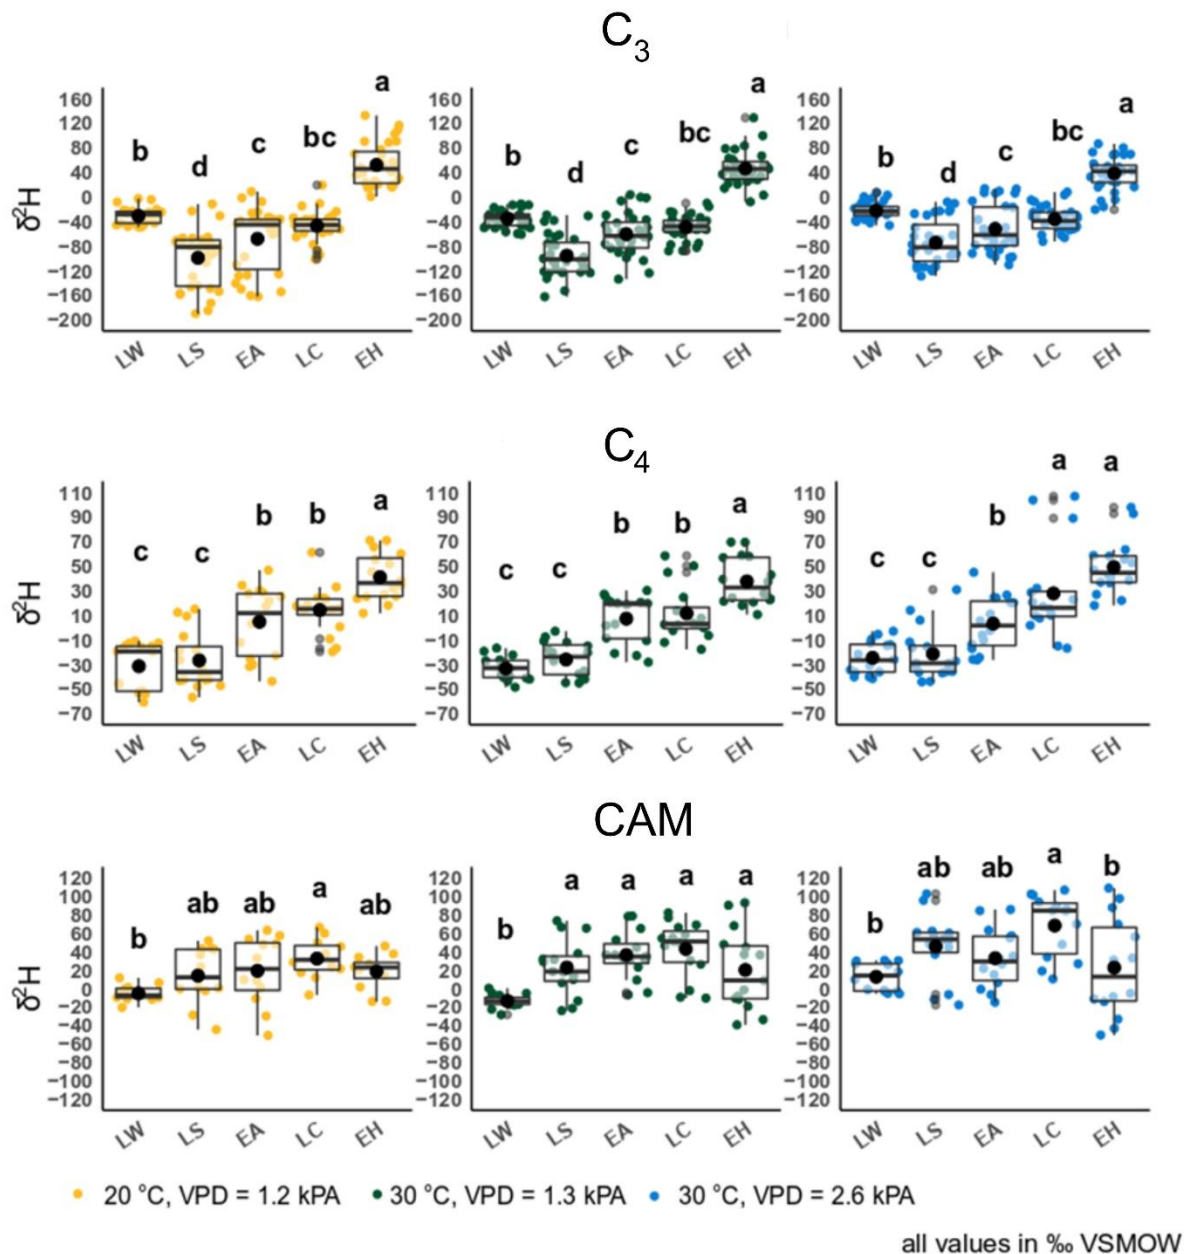 C₃
a a a
b d c bc b d c bc b d c bc
δ²H
160 120 80 40 0 −40 −80 −120 −160 −200
160 120 80 40 0 −40 −80 −120 −160 −200
160 120 80 40 0 −40 −80 −120 −160 −200
LW LS EA LC EH LW LS EA LC EH LW LS EA LC EH
C₄
c c b b a c c b b a c c b a a
δ²H
110 90 70 50 30 10 −10 −30 −50 −70
110 90 70 50 30 10 −10 −30 −50 −70
110 90 70 50 30 10 −10 −30 −50 −70
LW LS EA LC EH LW LS EA LC EH LW LS EA LC EH
CAM
b ab ab a ab b a a a a b ab ab a b
δ²H
120 100 80 60 40 20 0 −20 −40 −60 −80 −100 −120
120 100 80 60 40 20 0 −20 −40 −60 −80 −100 −120
120 100 80 60 40 20 0 −20 −40 −60 −80 −100 −120
LW LS EA LC EH LW LS EA LC EH LW LS EA LC EH
20 °C, VPD = 1.2 kPA 30 °C, VPD = 1.3 kPA 30 °C, VPD = 2.6 kPA
all values in ‰ VSMOW